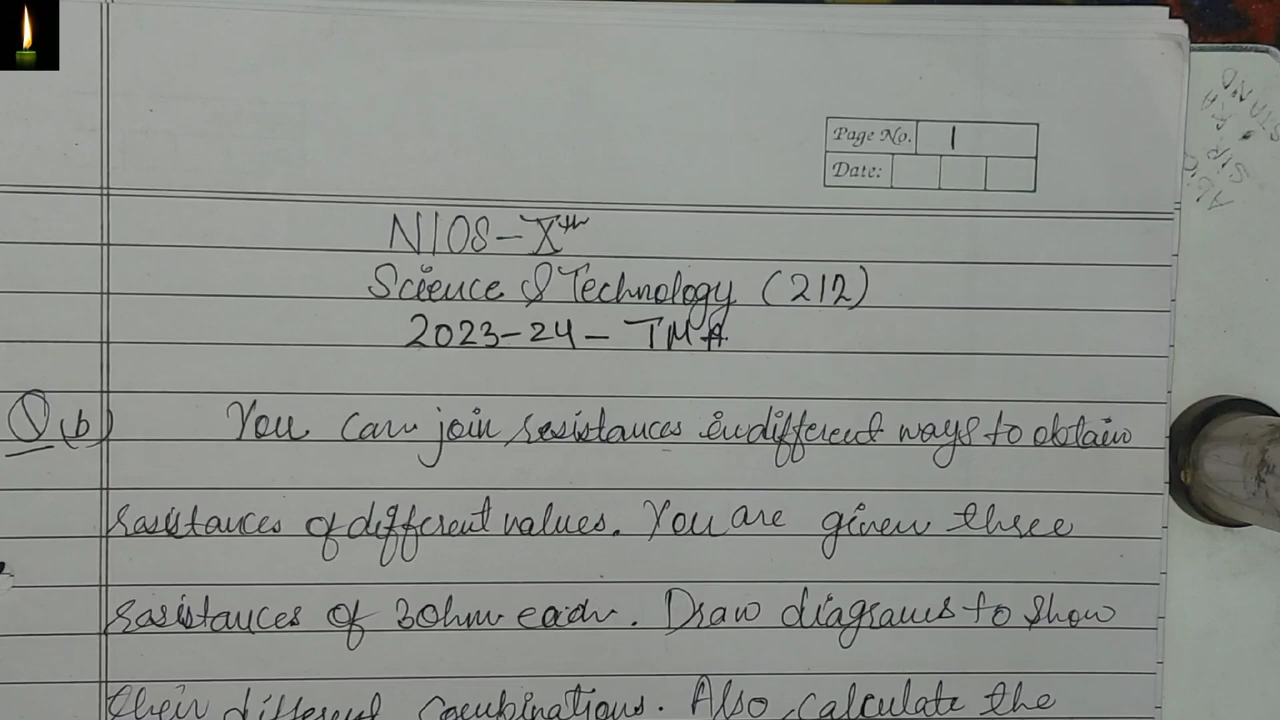 Page No. 1
Date:
NIOS-Xth
Science & Technology (212)
2023-24- TMA
Q (b) You can join resistances in different ways to obtain
resistances of different values. You are given three
resistances of 3ohm each. Draw diagrams to show
their different combinations. Also calculate the